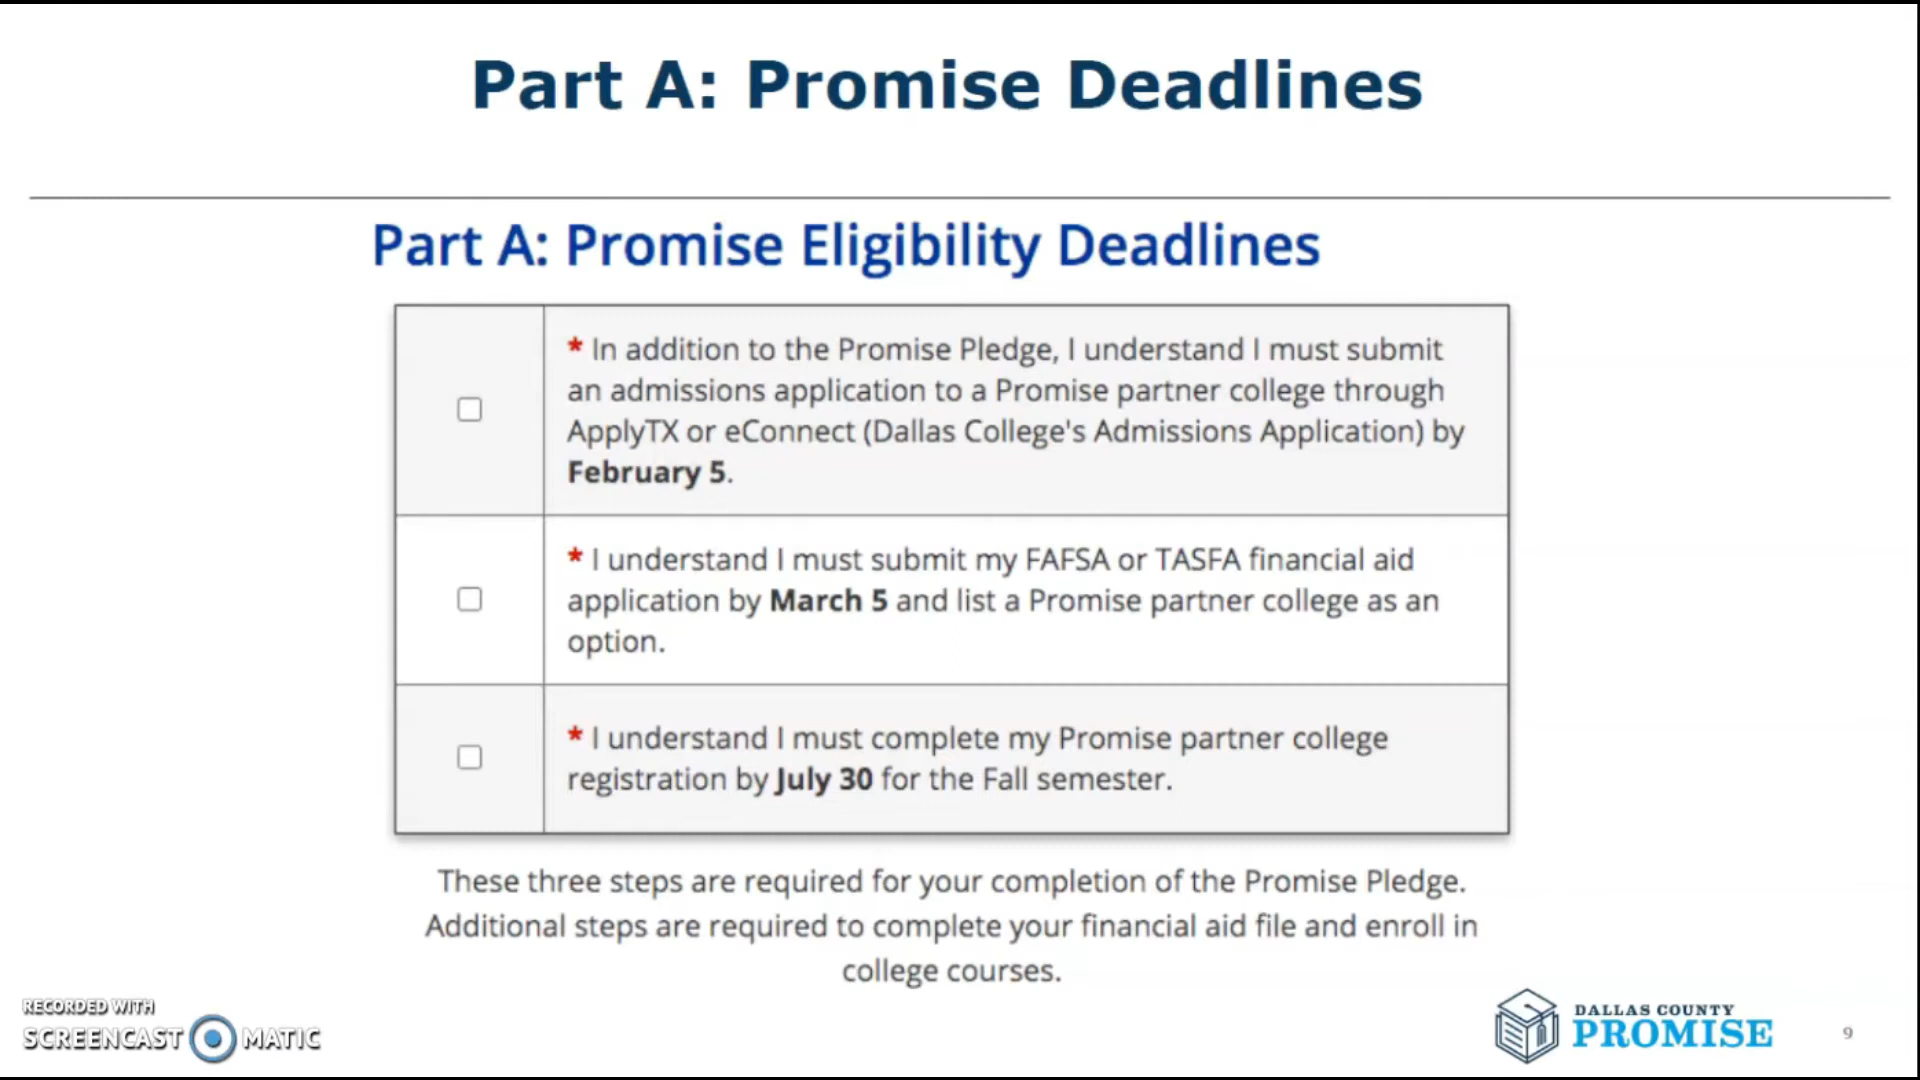 Part A: Promise Deadlines
Part A: Promise Eligibility Deadlines
* In addition to the Promise Pledge, I understand I must submit
an admissions application to a Promise partner college through
ApplyTX or eConnect (Dallas College's Admissions Application) by
February 5.
* I understand I must submit my FAFSA or TASFA financial aid
application by March 5 and list a Promise partner college as an
option.
* I understand I must complete my Promise partner college
registration by July 30 for the Fall semester.
These three steps are required for your completion of the Promise Pledge.
Additional steps are required to complete your financial aid file and enroll in
college courses.
RECORDED WITH
SCREENCAST MATIC
DALLAS COUNTY
PROMISE
9